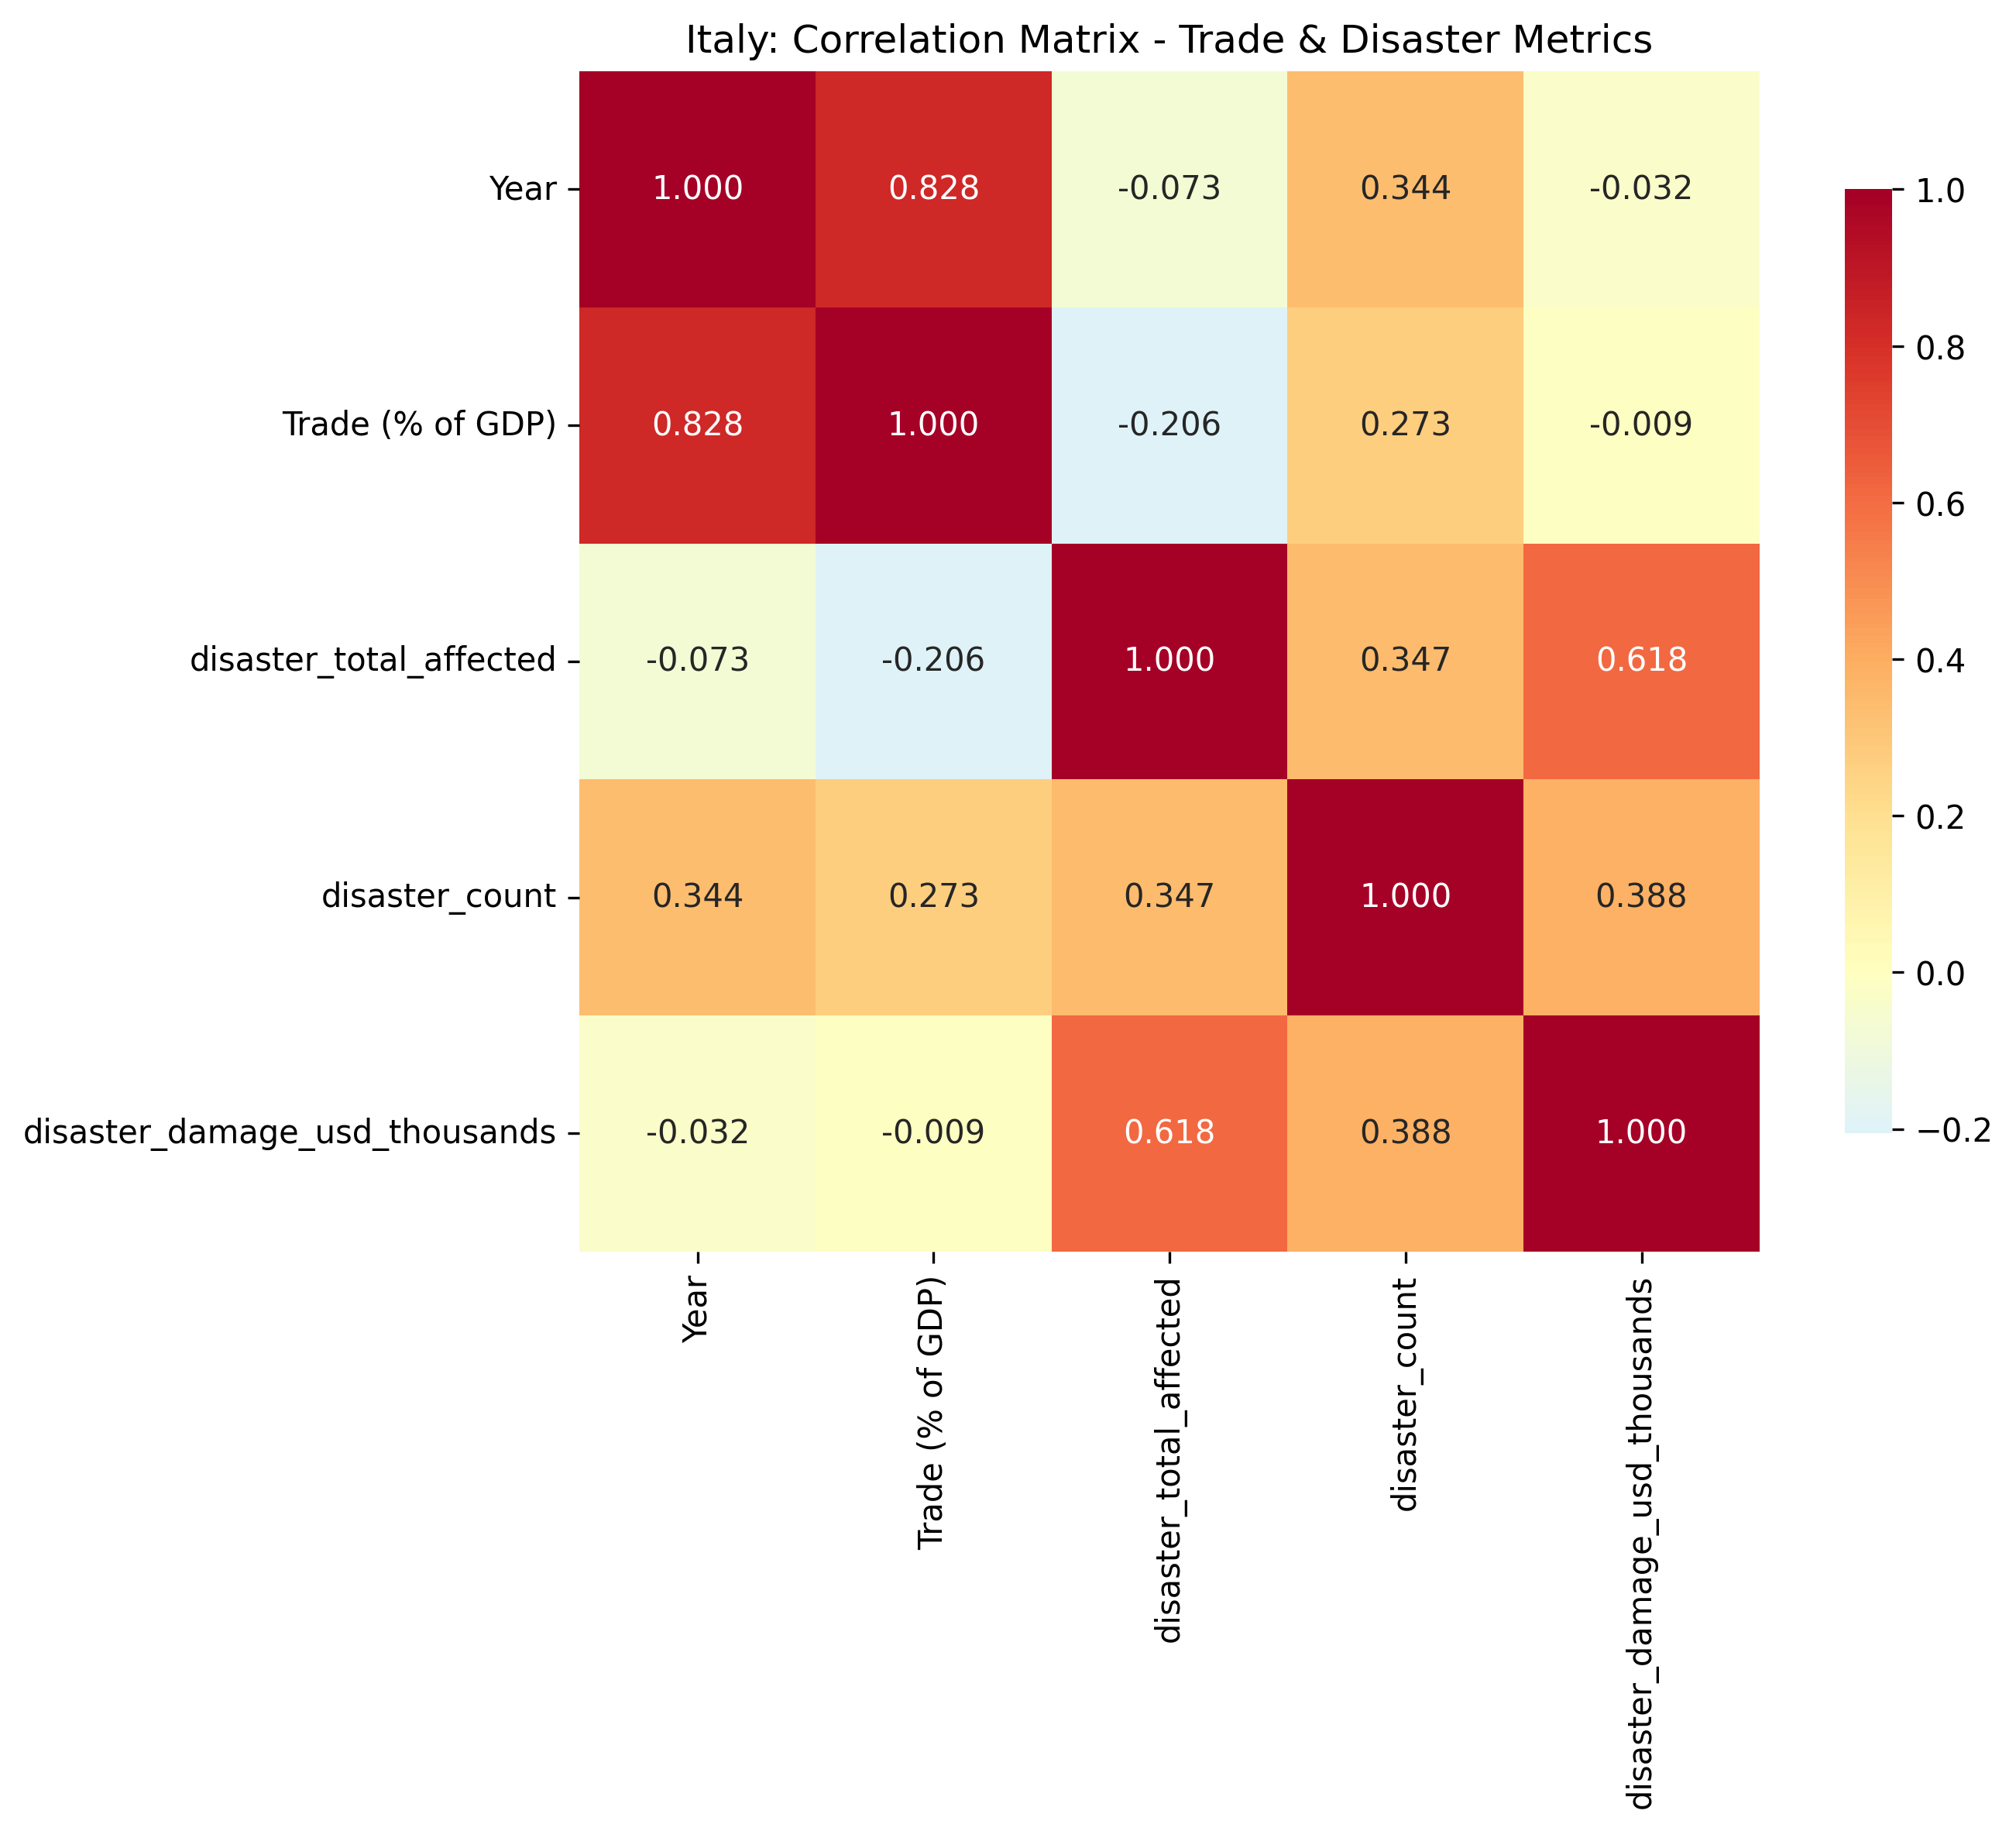 Italy: Correlation Matrix - Trade & Disaster Metrics
Year
1.000 0.828 -0.073 0.344 -0.032
Trade (% of GDP)
0.828 1.000 -0.206 0.273 -0.009
disaster_total_affected
-0.073 -0.206 1.000 0.347 0.618
disaster_count
0.344 0.273 0.347 1.000 0.388
disaster_damage_usd_thousands
-0.032 -0.009 0.618 0.388 1.000
Year
Trade (% of GDP)
disaster_total_affected
disaster_count
disaster_damage_usd_thousands
1.0
0.8
0.6
0.4
0.2
0.0
−0.2